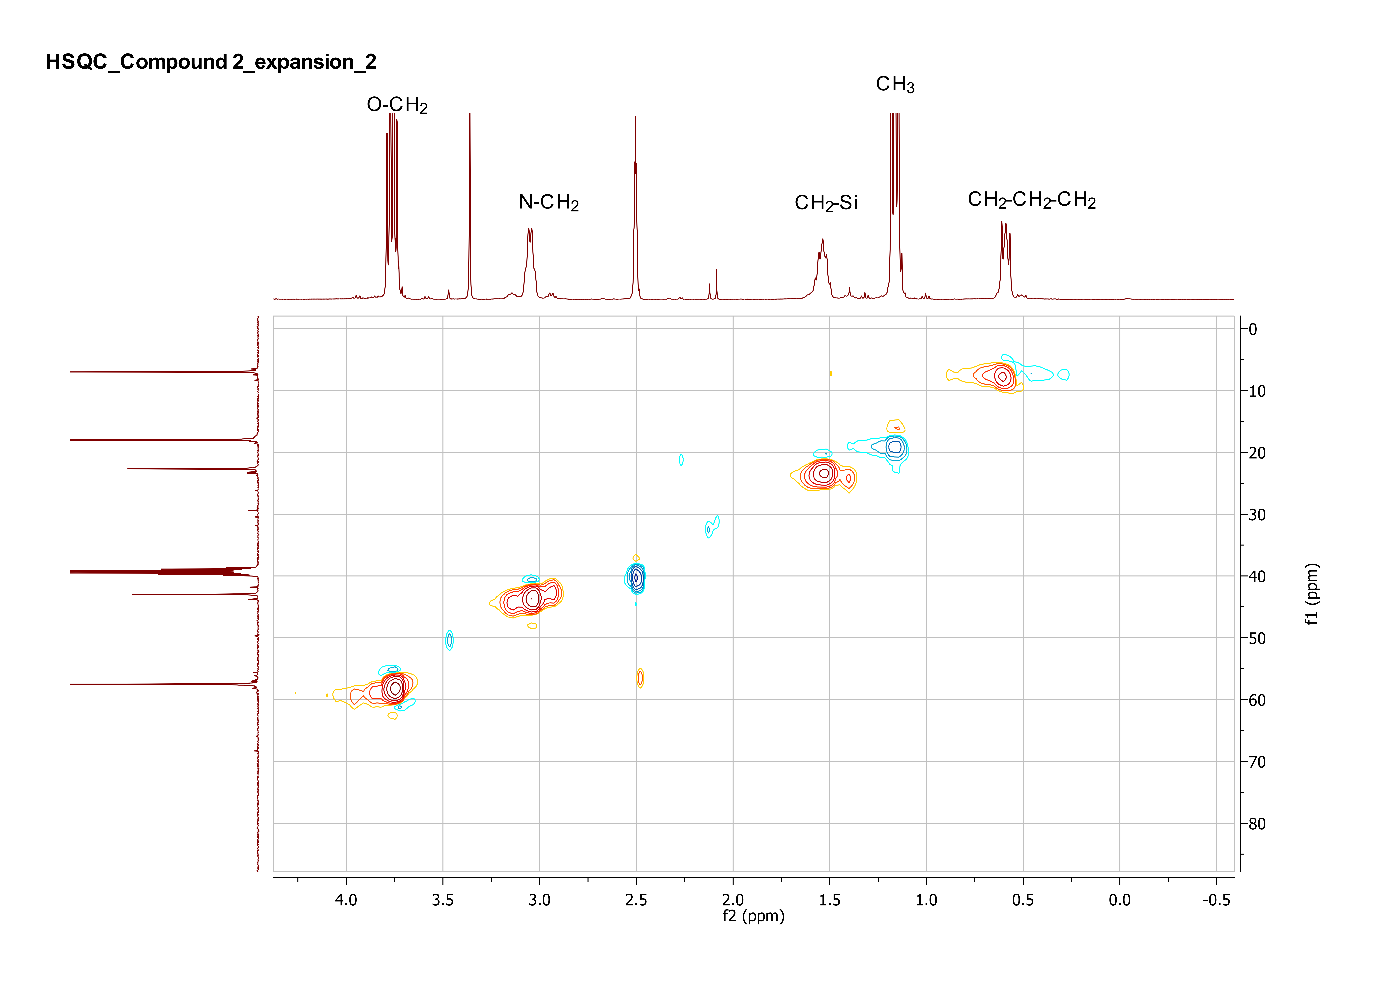 HSQC_Compound 2_expansion_2
CH3
O-CH2
N-CH2
CH2-Si
CH2-CH2-CH2
0
10
20
30
40
50
60
70
80
f1 (ppm)
4.0 3.5 3.0 2.5 2.0 1.5 1.0 0.5 0.0 -0.5
f2 (ppm)